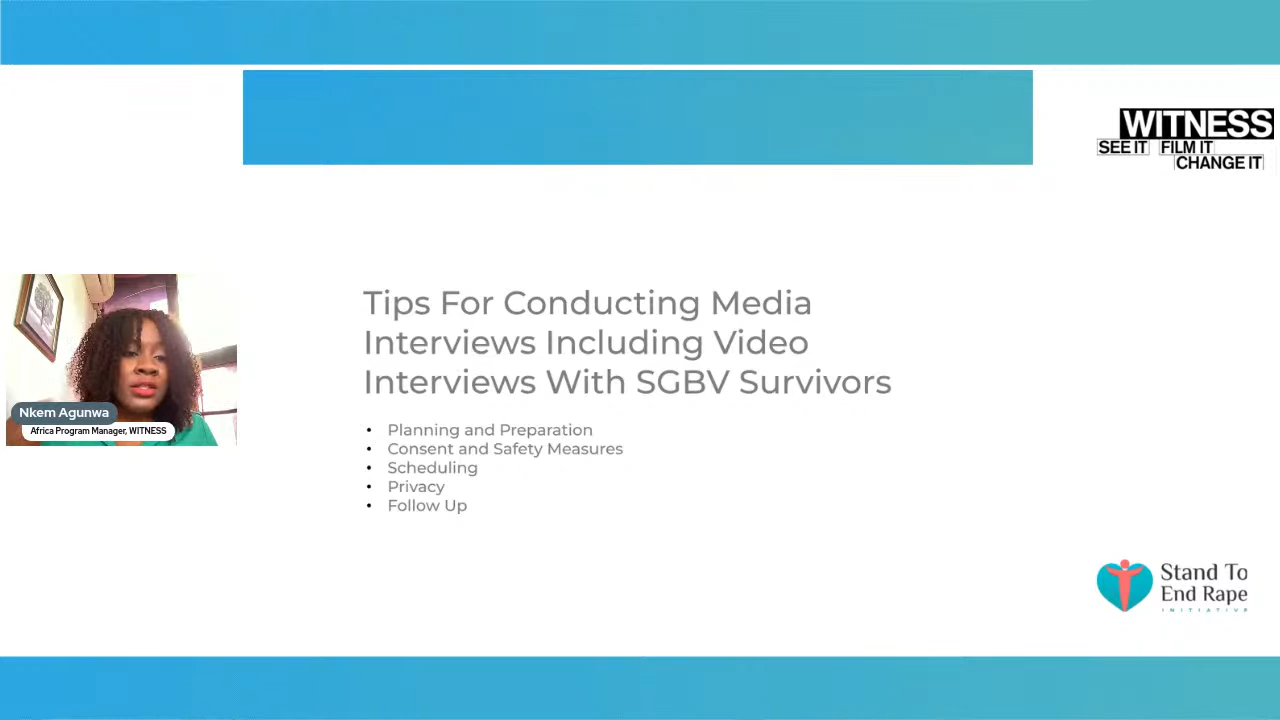 WITNESS
SEE IT FILM IT
CHANGE IT
Tips For Conducting Media
Interviews Including Video
Interviews With SGBV Survivors
• Planning and Preparation
• Consent and Safety Measures
• Scheduling
• Privacy
• Follow Up
Nkem Agunwa
Africa Program Manager, WITNESS
Stand To
End Rape
INITIATIVE